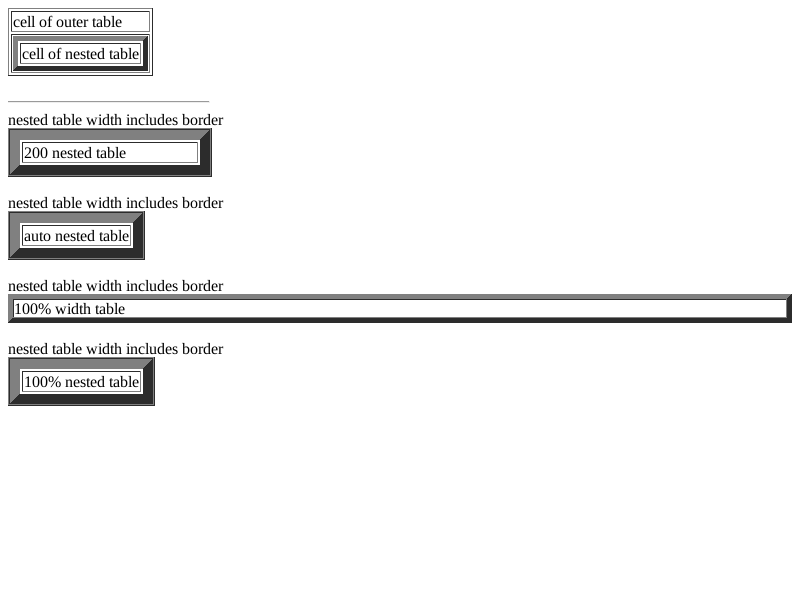 cell of outer table
cell of nested table
nested table width includes border
200 nested table
nested table width includes border
auto nested table
nested table width includes border
100% width table
nested table width includes border
100% nested table